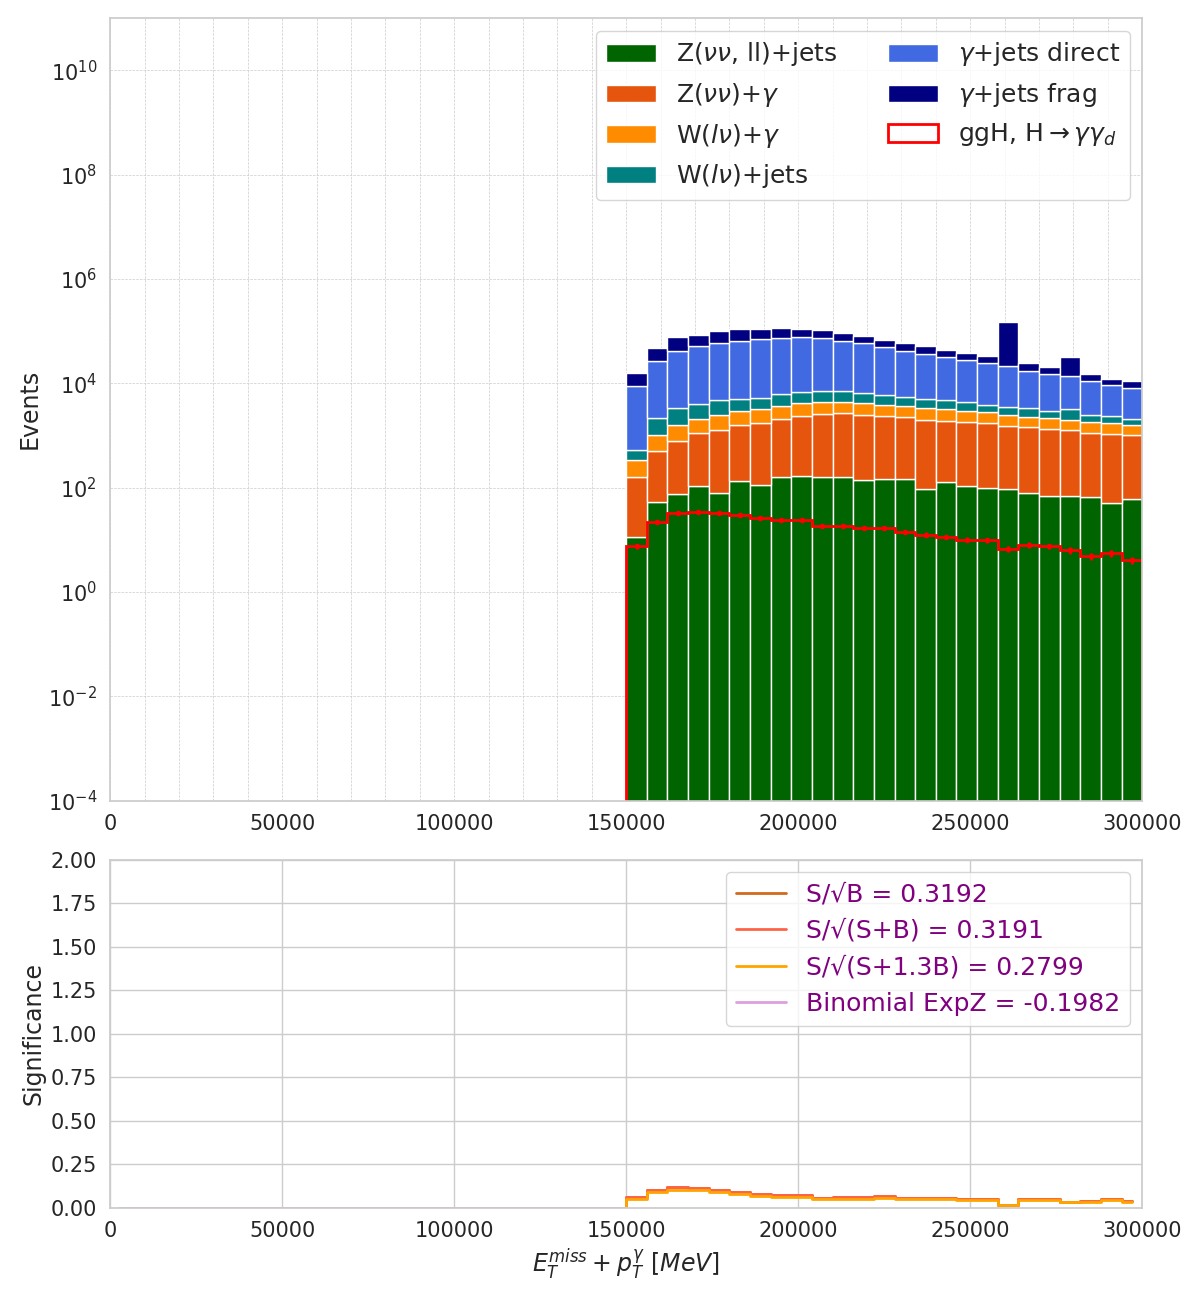 Z(νν, ll)+jets
Z(νν)+γ
W(lν)+γ
W(lν)+jets
γ+jets direct
γ+jets frag
ggH, H→γγ_d
Events
10^10
10^8
10^6
10^4
10^2
10^0
10^−2
10^−4
0 50000 100000 150000 200000 250000 300000
S/√B = 0.3192
S/√(S+B) = 0.3191
S/√(S+1.3B) = 0.2799
Binomial ExpZ = -0.1982
Significance
2.00
1.75
1.50
1.25
1.00
0.75
0.50
0.25
0.00
0 50000 100000 150000 200000 250000 300000
E_T^miss + p_T^γ [MeV]